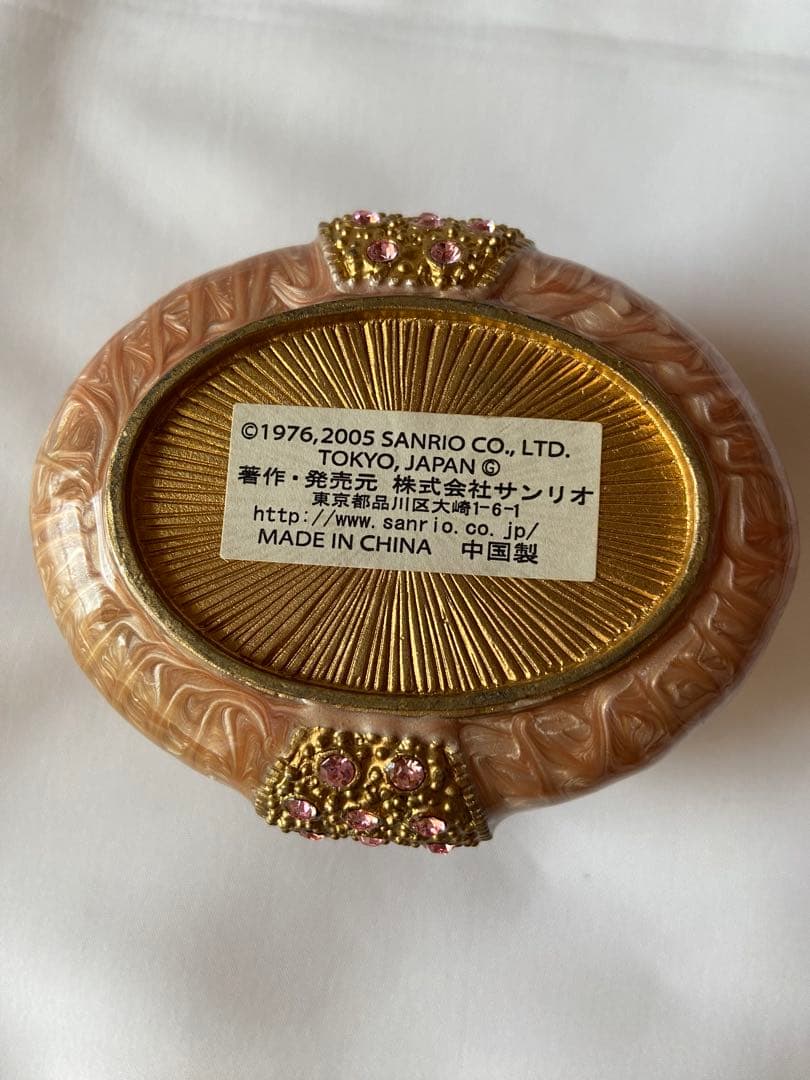 ©1976,2005 SANRIO CO., LTD.
TOKYO, JAPAN Ⓖ
著作・発売元 株式会社サンリオ
東京都品川区大崎1-6-1
http://www.sanrio.co.jp/
MADE IN CHINA 中国製